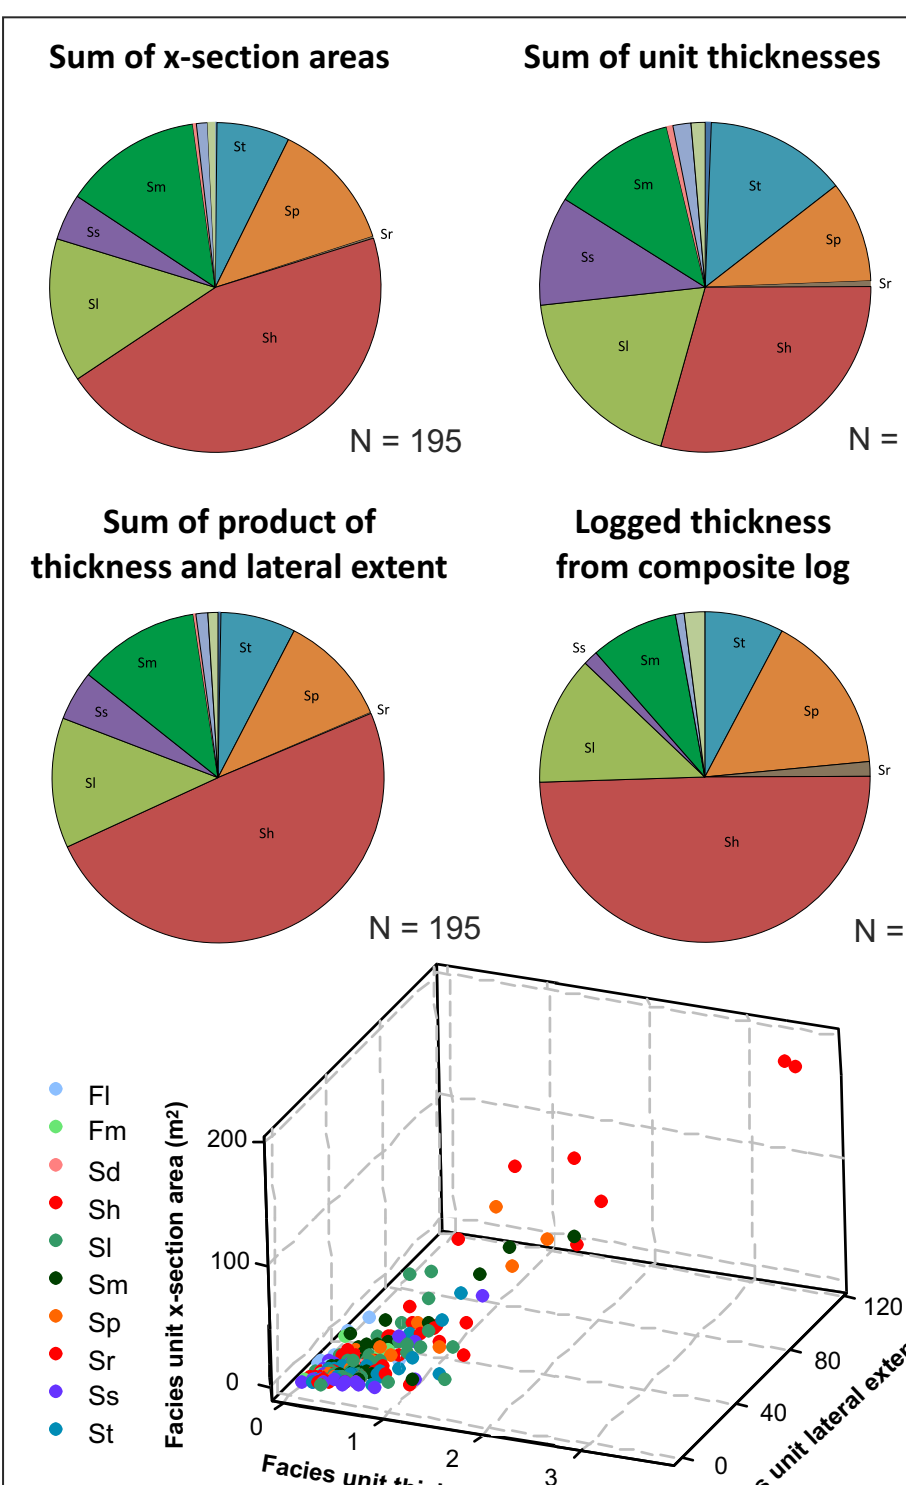 Sum of x-section areas
Sum of unit thicknesses
St
Sp
Sr
Sh
Sl
Ss
Sm
N = 195
St
Sp
Sr
Sh
Sl
Ss
Sm
N =
Sum of product of
thickness and lateral extent
Logged thickness
from composite log
St
Sp
Sr
Sh
Sl
Ss
Sm
N = 195
St
Sp
Sr
Sh
Sl
Ss
Sm
N =
Fl
Fm
Sd
Sh
Sl
Sm
Sp
Sr
Ss
St
Facies unit x-section area (m2)
200
100
0
0
1
2
3
Facies unit
0
40
80
120
unit lateral